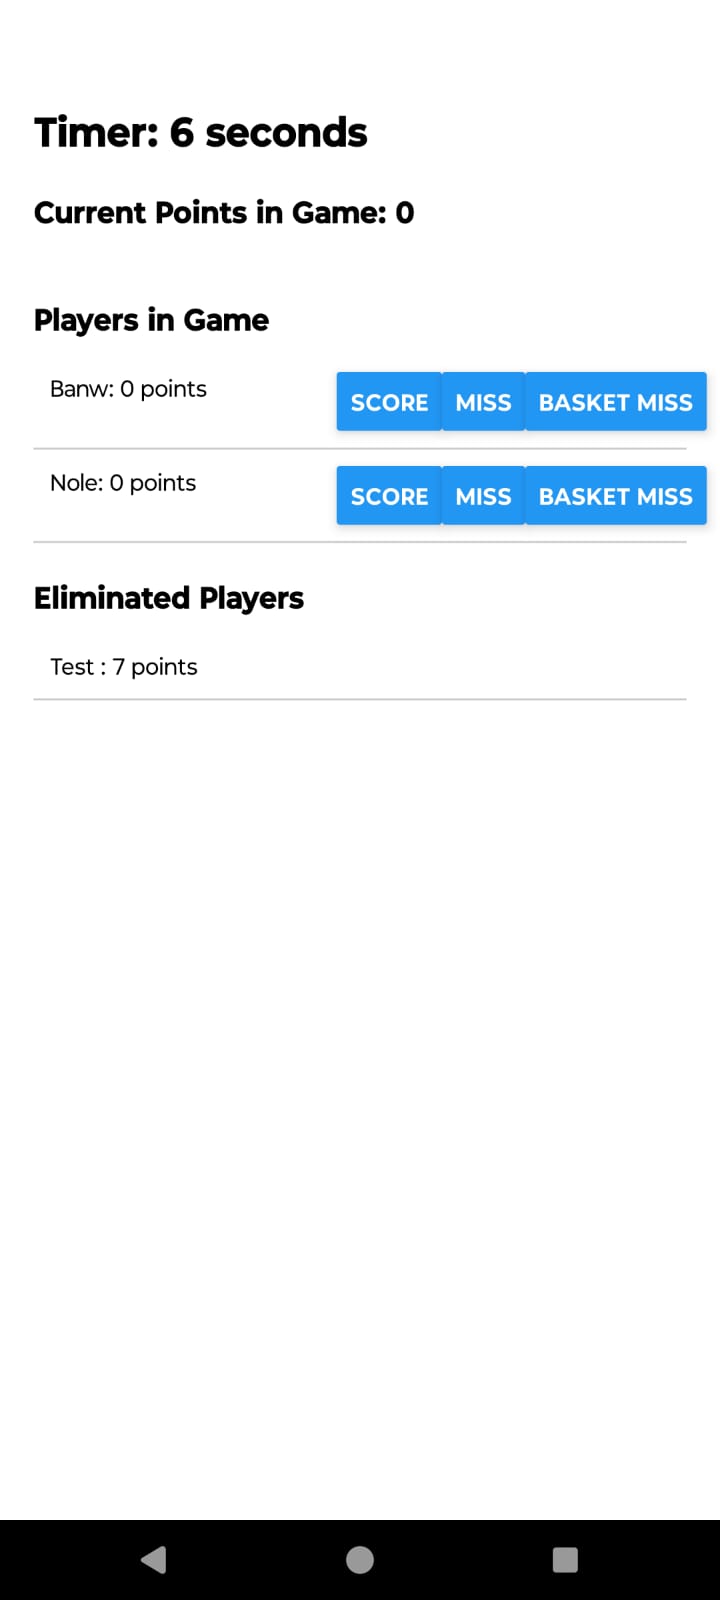 Timer: 6 seconds
Current Points in Game: 0
Players in Game
Banw: 0 points SCORE MISS BASKET MISS
Nole: 0 points SCORE MISS BASKET MISS
Eliminated Players
Test : 7 points